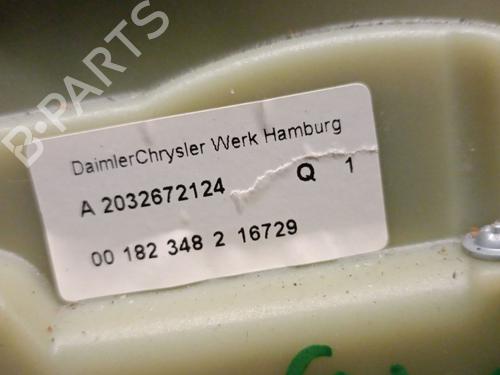 B·PARTS
DaimlerChrysler Werk Hamburg
A 2032672124 Q 1
00 182 348 2 16729